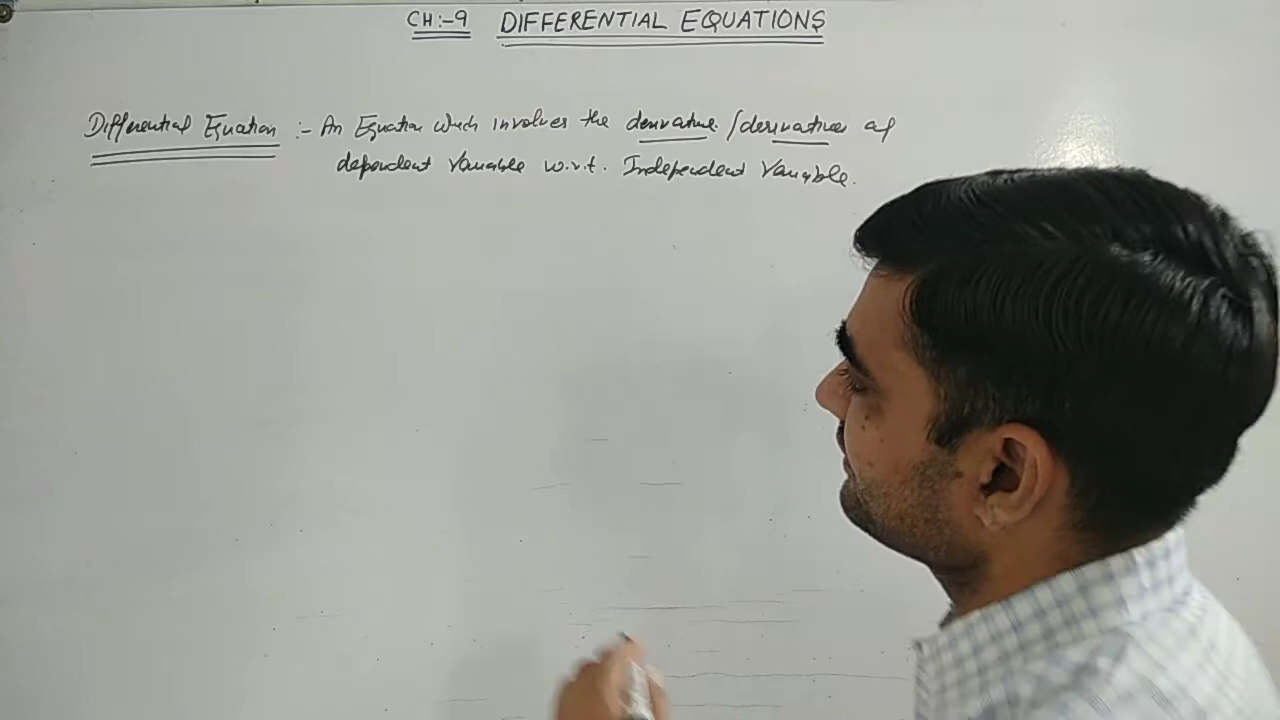 CH:-9 DIFFERENTIAL EQUATIONS
Differential Equation :- An Equation which involves the derivative / derivatives of
dependent Variable w.r.t. Independent Variable.